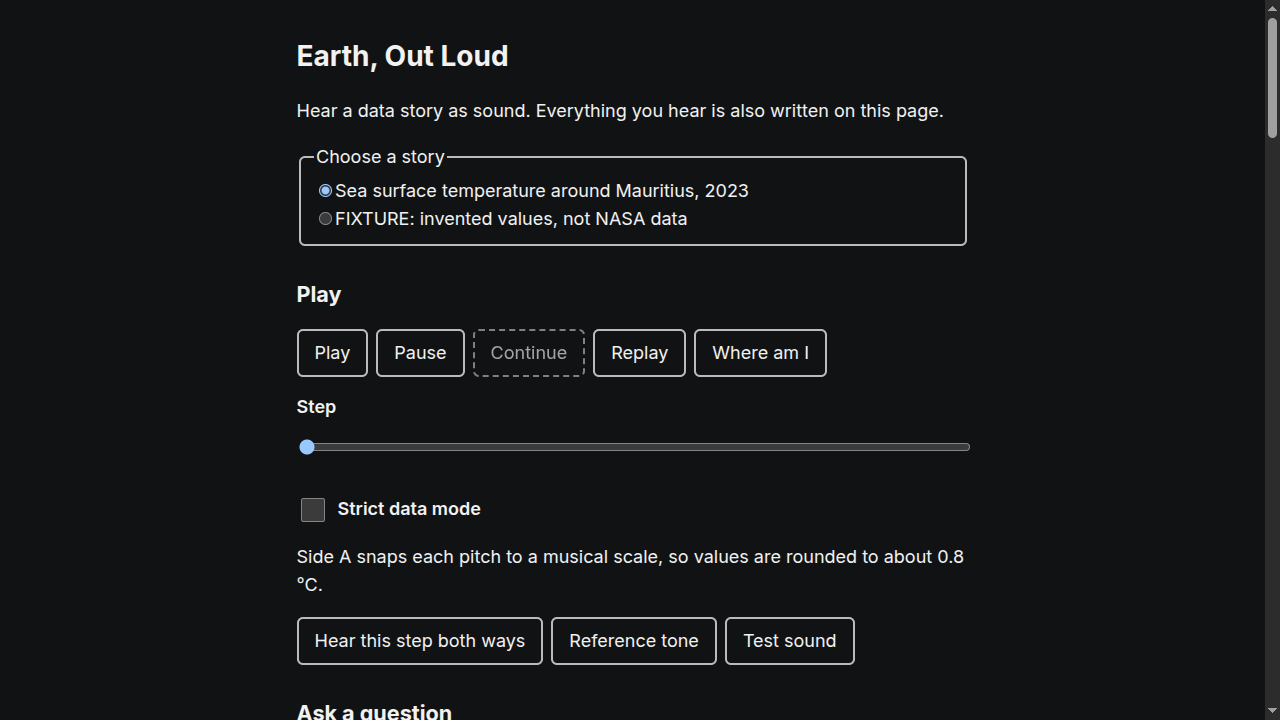 Earth, Out Loud
Hear a data story as sound. Everything you hear is also written on this page.
Choose a story
Sea surface temperature around Mauritius, 2023
FIXTURE: invented values, not NASA data
Play
Play
Pause
Continue
Replay
Where am I
Step
Strict data mode
Side A snaps each pitch to a musical scale, so values are rounded to about 0.8
°C.
Hear this step both ways
Reference tone
Test sound
Ask a question